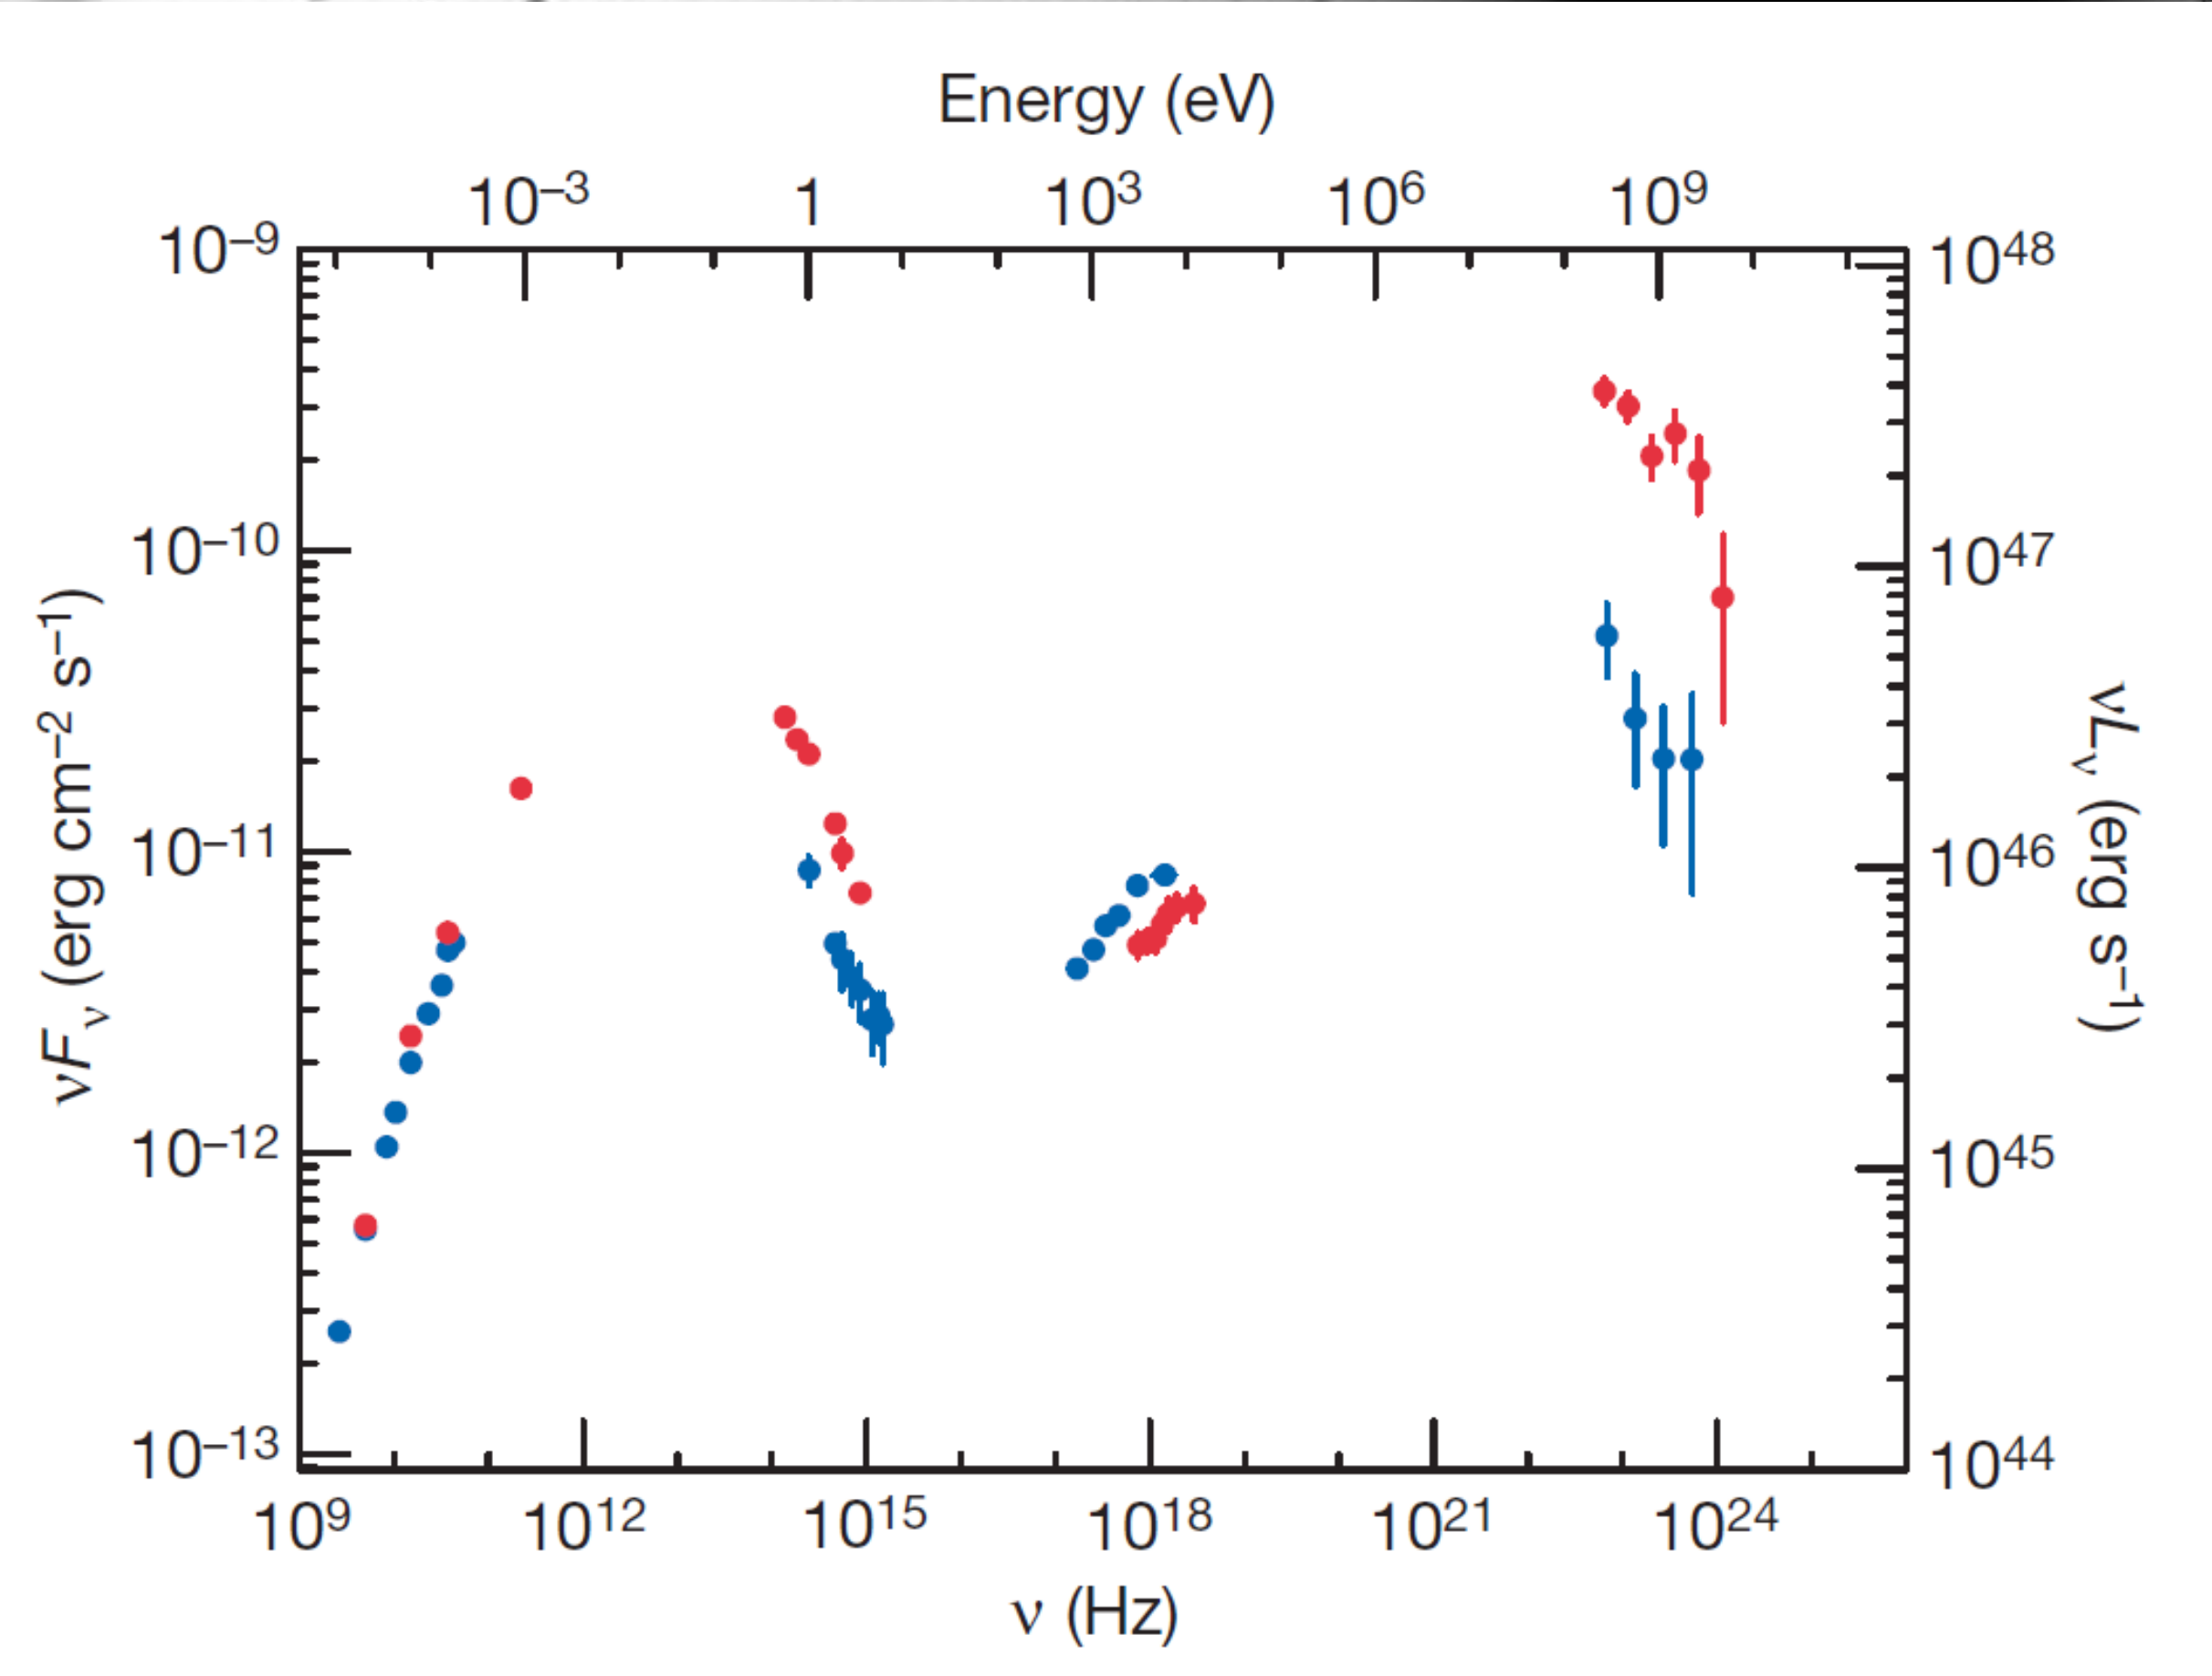 Energy (eV)
10⁻³ 1 10³ 10⁶ 10⁹
10⁻⁹
10⁻¹⁰
10⁻¹¹
10⁻¹²
10⁻¹³
νFν (erg cm⁻² s⁻¹)
10⁴⁸
10⁴⁷
10⁴⁶
10⁴⁵
10⁴⁴
νLν (erg s⁻¹)
10⁹ 10¹² 10¹⁵ 10¹⁸ 10²¹ 10²⁴
ν (Hz)